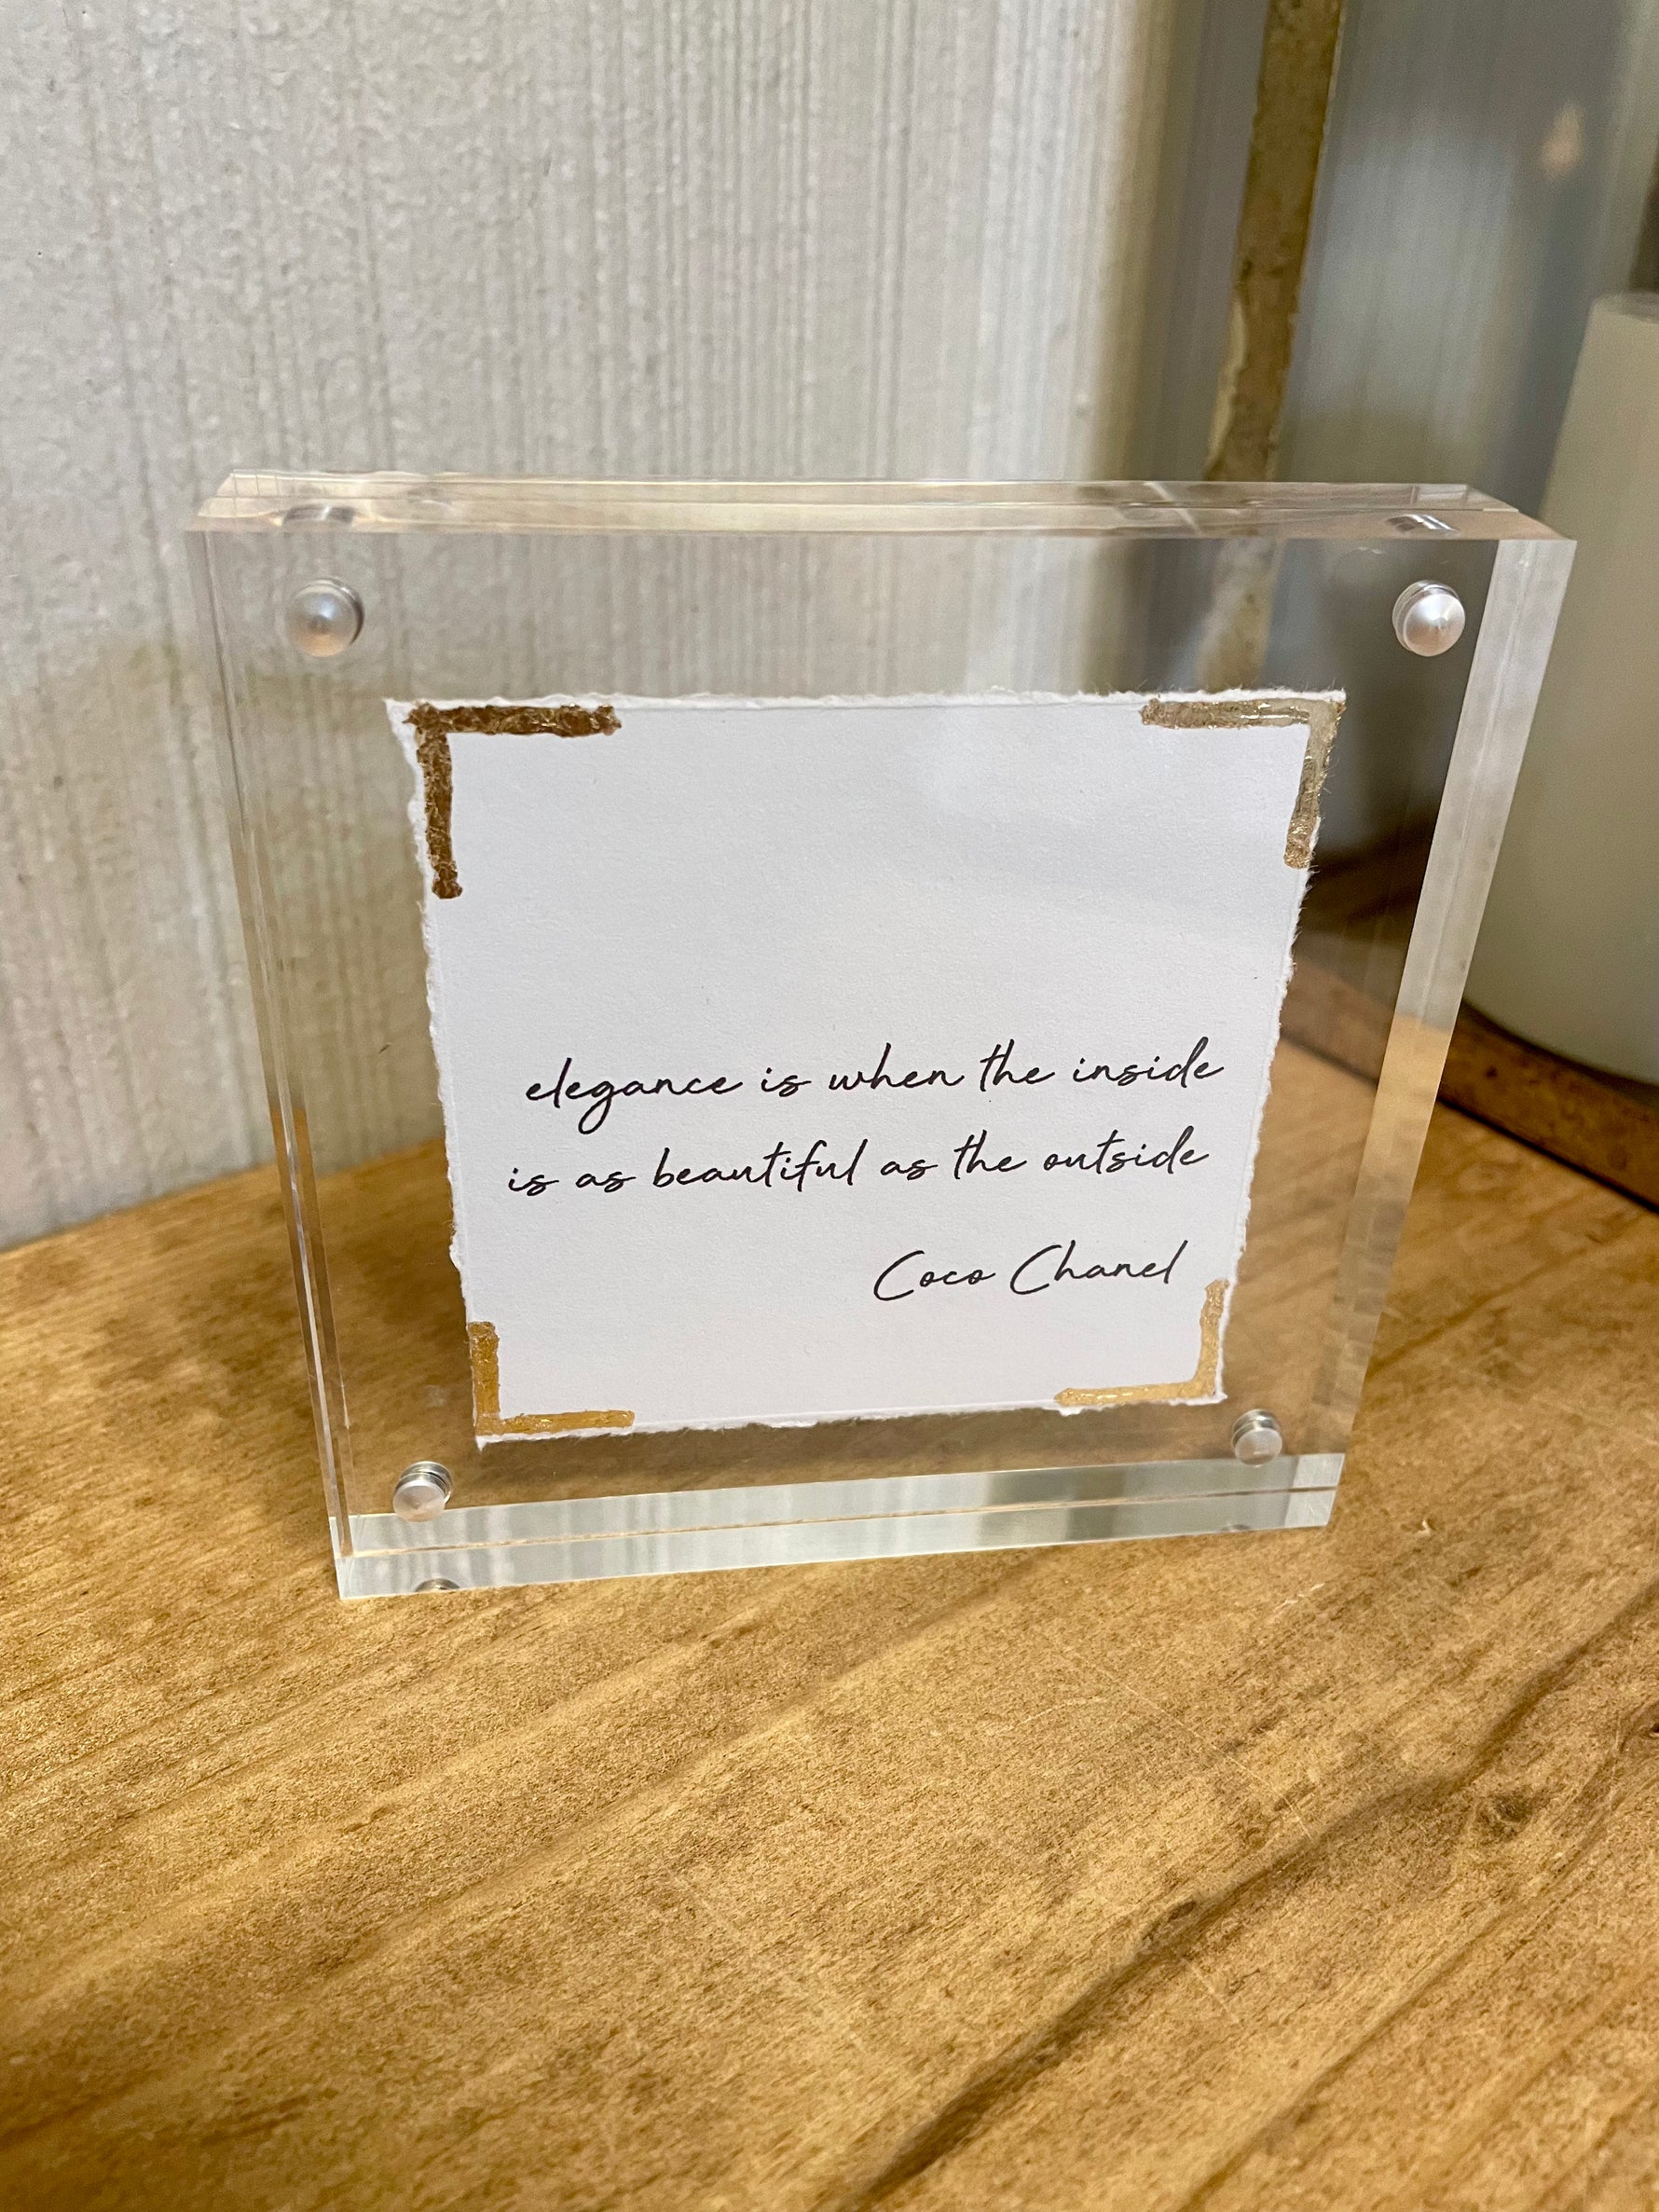 elegance is when the inside
is as beautiful as the outside
Coco Chanel